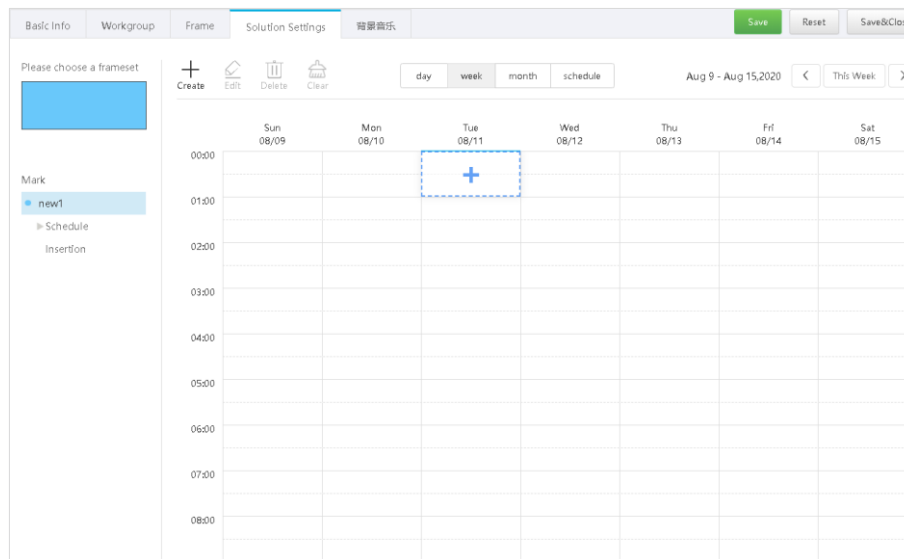 Basic Info Workgroup Frame Solution Settings 背景音乐 Save Reset Save&Clos
Please choose a frameset
Create Edit Delete Clear day week month schedule Aug 9 - Aug 15,2020 This Week
Sun Mon Tue Wed Thu Fri Sat
08/09 08/10 08/11 08/12 08/13 08/14 08/15
00:00
Mark
new1
01:00
Schedule
Insertion
02:00
03:00
04:00
05:00
06:00
07:00
08:00